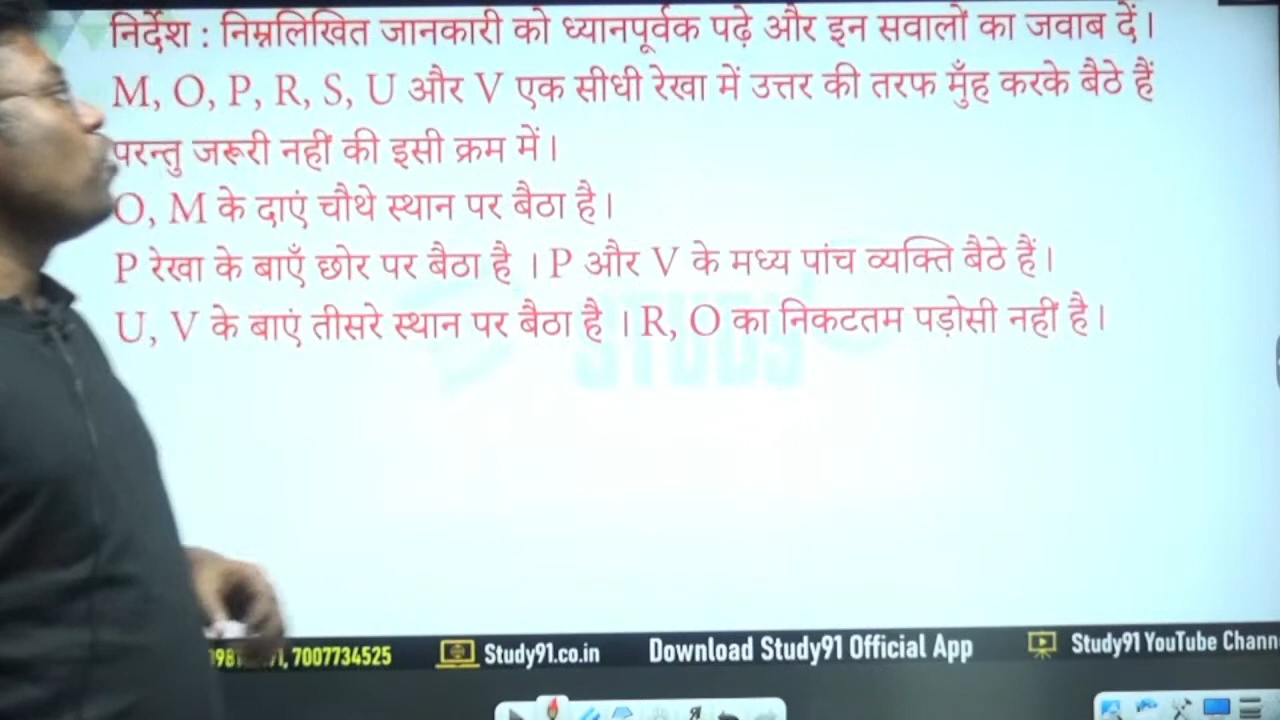 निर्देश : निम्नलिखित जानकारी को ध्यानपूर्वक पढ़े और इन सवालों का जवाब दें।
M, O, P, R, S, U और V एक सीधी रेखा में उत्तर की तरफ मुँह करके बैठे हैं
परन्तु जरूरी नहीं की इसी क्रम में।
O, M के दाएं चौथे स्थान पर बैठा है।
P रेखा के बाएँ छोर पर बैठा है । P और V के मध्य पांच व्यक्ति बैठे हैं।
U, V के बाएं तीसरे स्थान पर बैठा है । R, O का निकटतम पड़ोसी नहीं है।
STUDY
7007734525 Study91.co.in Download Study91 Official App Study91 YouTube Chann